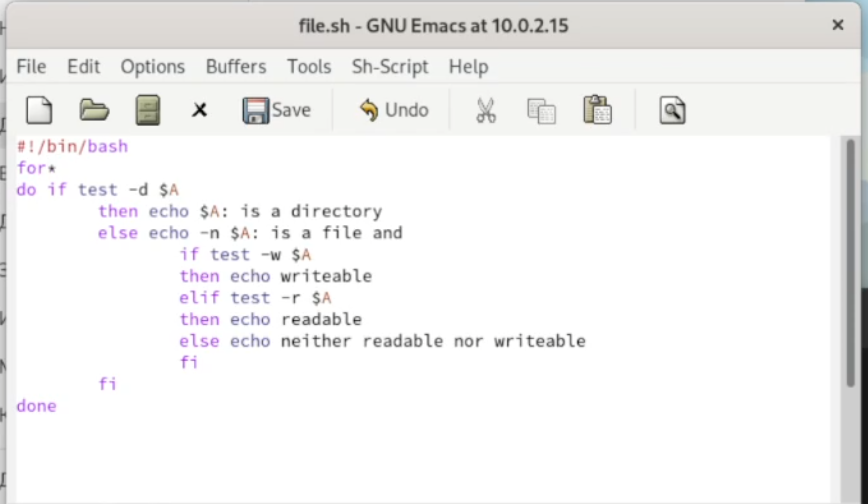 file.sh - GNU Emacs at 10.0.2.15
File Edit Options Buffers Tools Sh-Script Help
Save Undo
#!/bin/bash
for*
do if test -d $A
then echo $A: is a directory
else echo -n $A: is a file and
if test -w $A
then echo writeable
elif test -r $A
then echo readable
else echo neither readable nor writeable
fi
fi
done